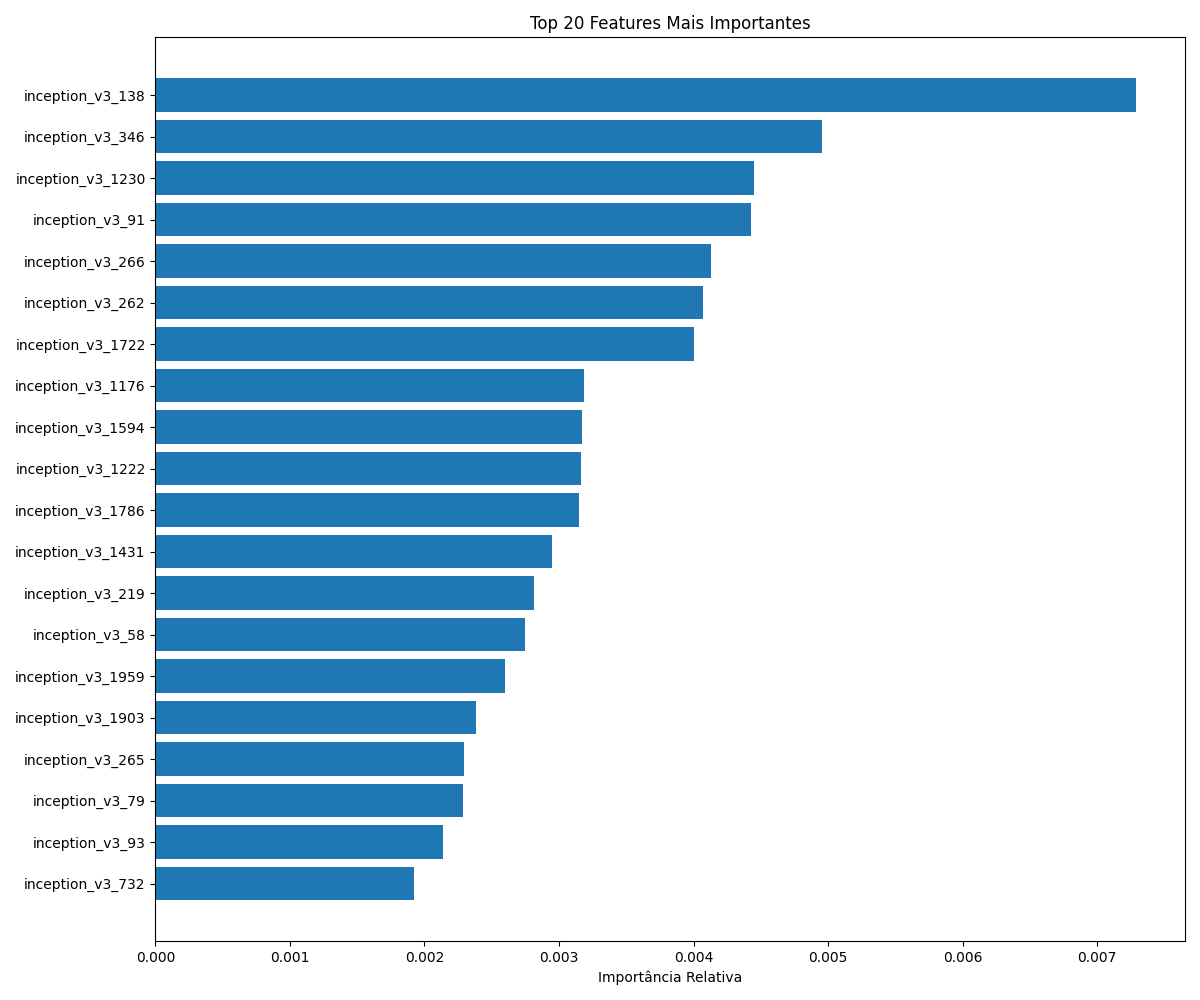 Top 20 Features Mais Importantes
inception_v3_138
inception_v3_346
inception_v3_1230
inception_v3_91
inception_v3_266
inception_v3_262
inception_v3_1722
inception_v3_1176
inception_v3_1594
inception_v3_1222
inception_v3_1786
inception_v3_1431
inception_v3_219
inception_v3_58
inception_v3_1959
inception_v3_1903
inception_v3_265
inception_v3_79
inception_v3_93
inception_v3_732
0.000 0.001 0.002 0.003 0.004 0.005 0.006 0.007
Importância Relativa